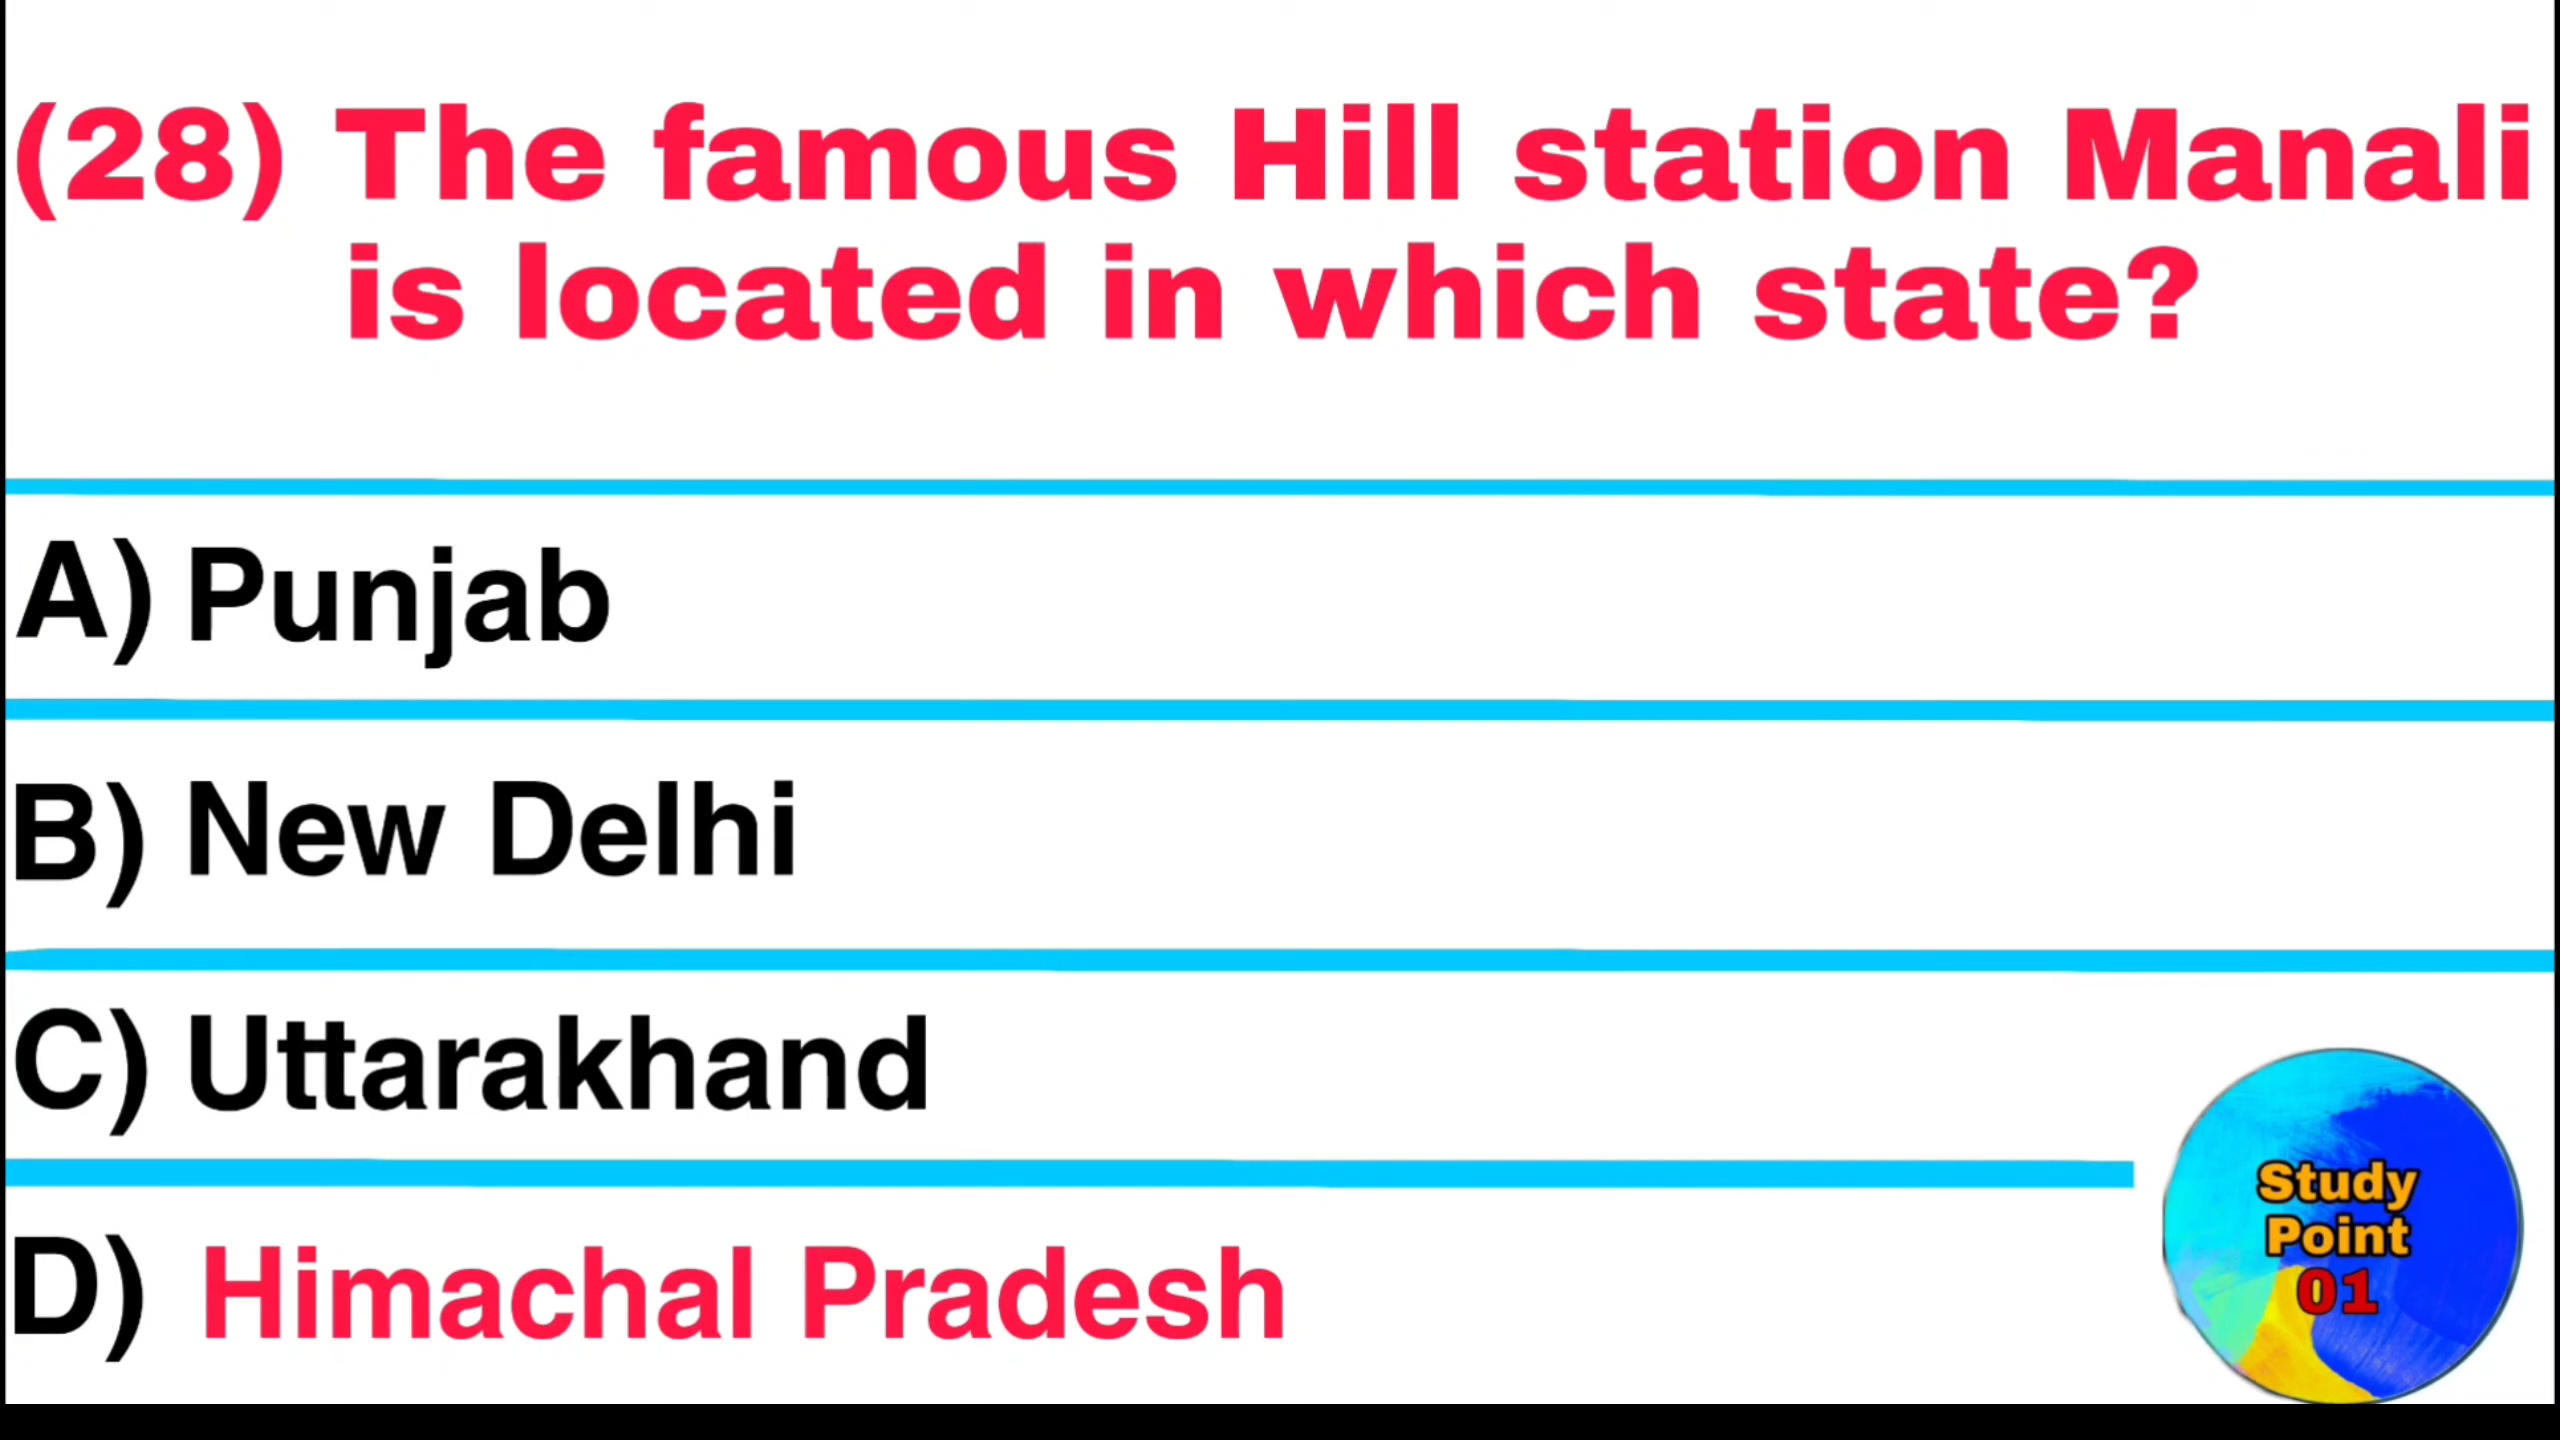 (28) The famous Hill station Manali
is located in which state?
A) Punjab
B) New Delhi
C) Uttarakhand
D) Himachal Pradesh
Study
Point
01